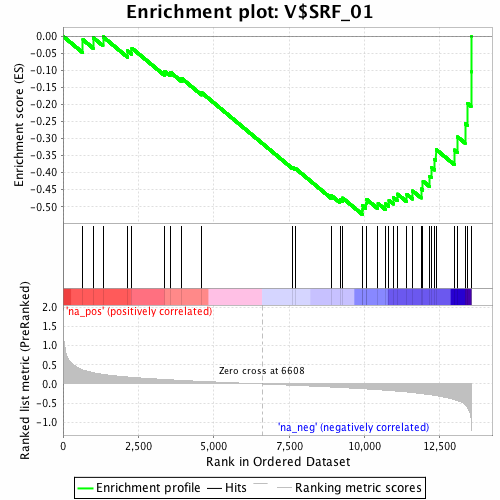 Enrichment plot: V$SRF_01
Enrichment score (ES)
0.00
-0.05
-0.10
-0.15
-0.20
-0.25
-0.30
-0.35
-0.40
-0.45
-0.50
Ranked list metric (PreRanked)
2.0
1.5
1.0
0.5
0.0
-0.5
-1.0
'na_pos' (positively correlated)
Zero cross at 6608
'na_neg' (negatively correlated)
0
2,500
5,000
7,500
10,000
12,500
Rank in Ordered Dataset
Enrichment profile
Hits
Ranking metric scores